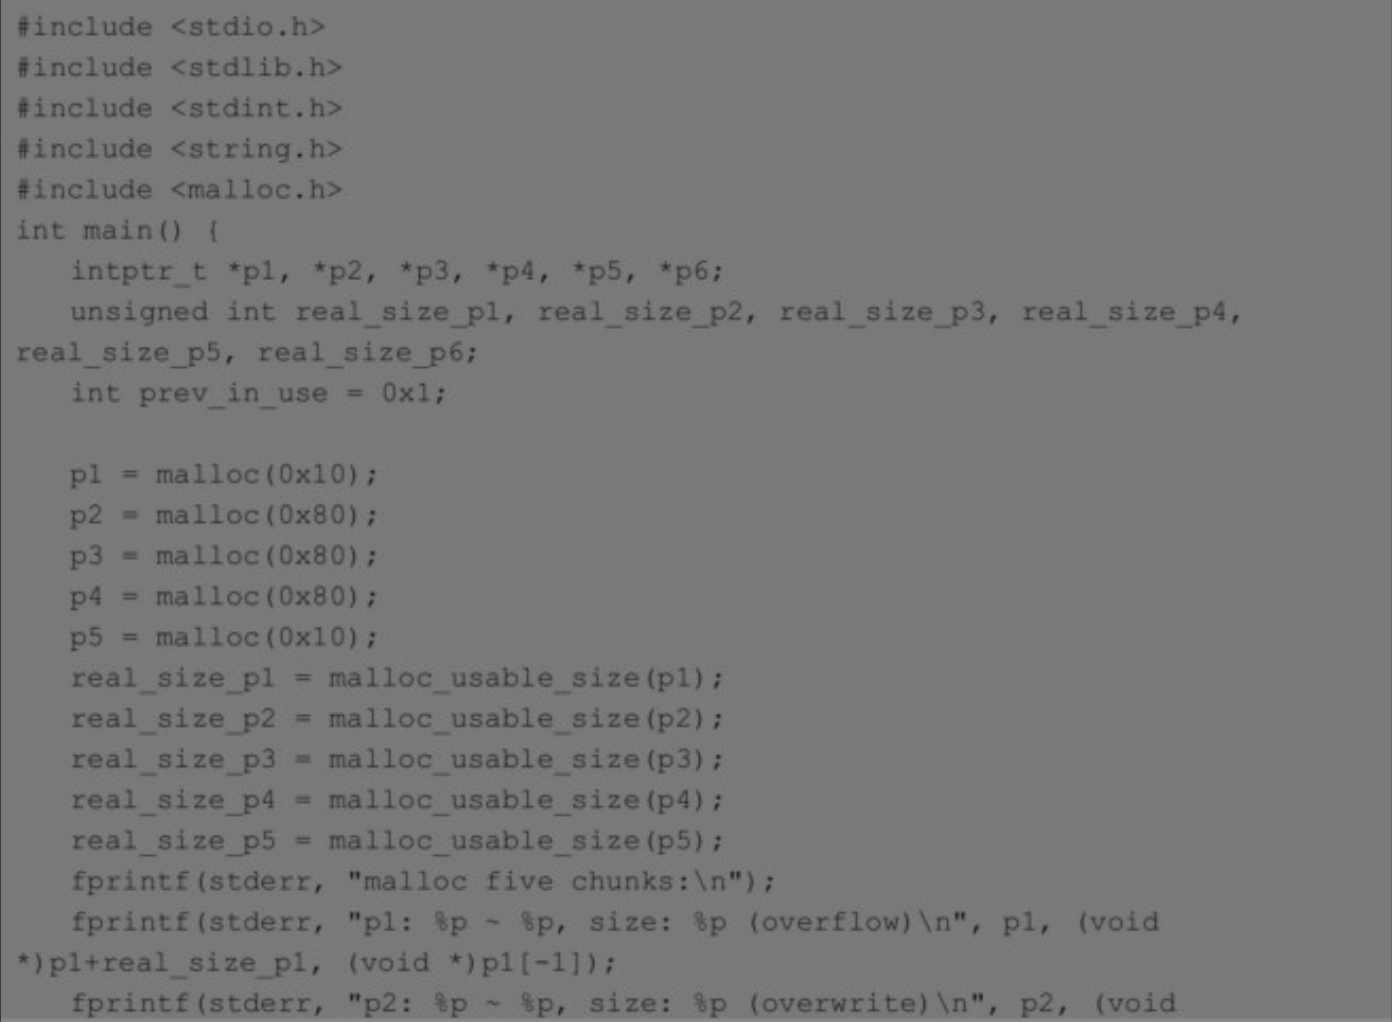 #include <stdio.h>
#include <stdlib.h>
#include <stdint.h>
#include <string.h>
#include <malloc.h>
int main() {
intptr_t *p1, *p2, *p3, *p4, *p5, *p6;
unsigned int real_size_p1, real_size_p2, real_size_p3, real_size_p4,
real_size_p5, real_size_p6;
int prev_in_use = 0x1;
p1 = malloc(0x10);
p2 = malloc(0x80);
p3 = malloc(0x80);
p4 = malloc(0x80);
p5 = malloc(0x10);
real_size_p1 = malloc_usable_size(p1);
real_size_p2 = malloc_usable_size(p2);
real_size_p3 = malloc_usable_size(p3);
real_size_p4 = malloc_usable_size(p4);
real_size_p5 = malloc_usable_size(p5);
fprintf(stderr, "malloc five chunks:\n");
fprintf(stderr, "p1: %p ~ %p, size: %p (overflow)\n", p1, (void
*)p1+real_size_p1, (void *)p1[-1]);
fprintf(stderr, "p2: %p ~ %p, size: %p (overwrite)\n", p2, (void